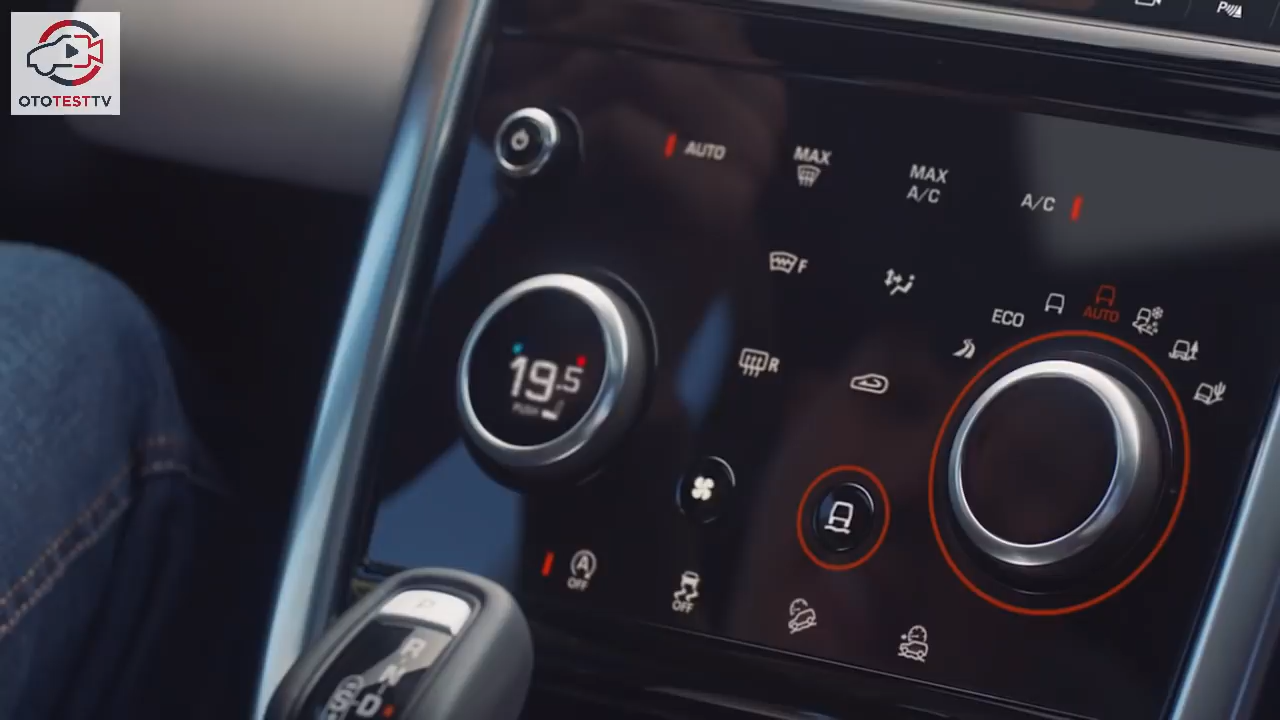 OTOTESTTV
AUTO
MAX
MAX
A/C
A/C
F
ECO
AUTO
R
19.5
PUSH
A
OFF
OFF
P
R
N
S
D